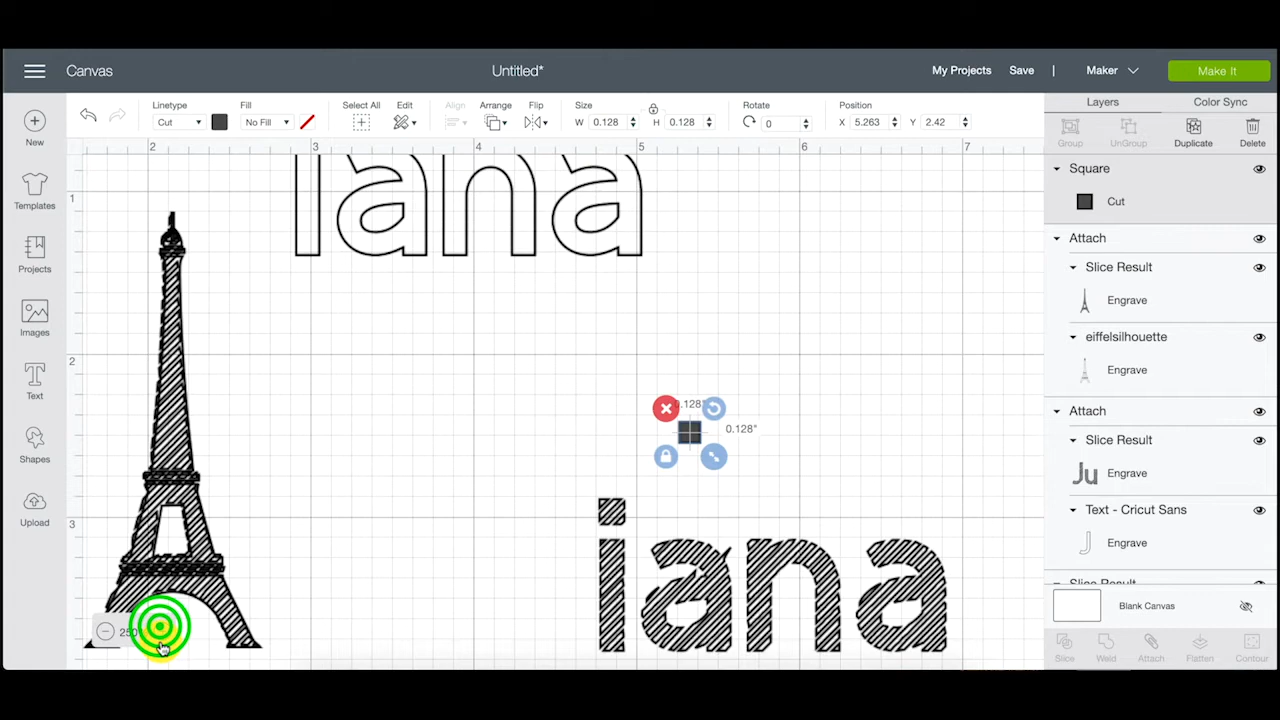 Canvas
Untitled*
My Projects
Save
|
Maker
Make It
Linetype
Cut
Fill
No Fill
Select All
Edit
Align
Arrange
Flip
Size
W 0.128
H 0.128
Rotate
0
Position
X 5.263
Y 2.42
Layers
Color Sync
Group
UnGroup
Duplicate
Delete
New
Templates
Projects
Images
Text
Shapes
Upload
2
3
4
5
6
7
1
2
3
iana
0.128"
0.128"
iana
Square
Cut
Attach
Slice Result
Engrave
eiffelsilhouette
Engrave
Attach
Slice Result
Ju
Engrave
Text - Cricut Sans
J
Engrave
Slice Result
Blank Canvas
Slice
Weld
Attach
Flatten
Contour